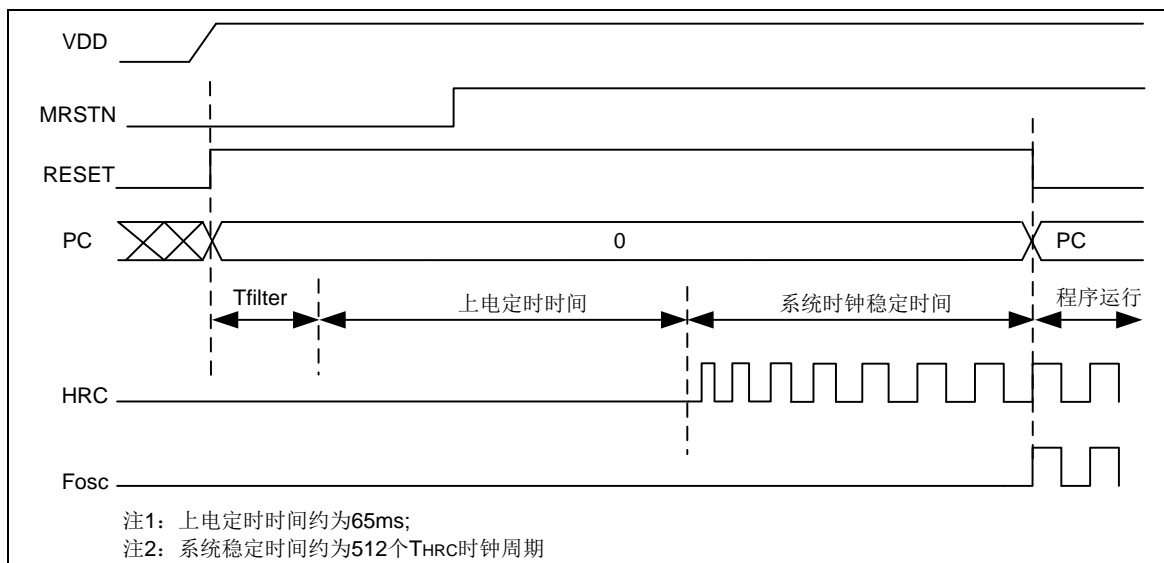 VDD
MRSTN
RESET
PC 0 PC
Tfilter 上电定时时间 系统时钟稳定时间 程序运行
HRC
Fosc
注1：上电定时时间约为65ms;
注2：系统稳定时间约为512个THRC时钟周期